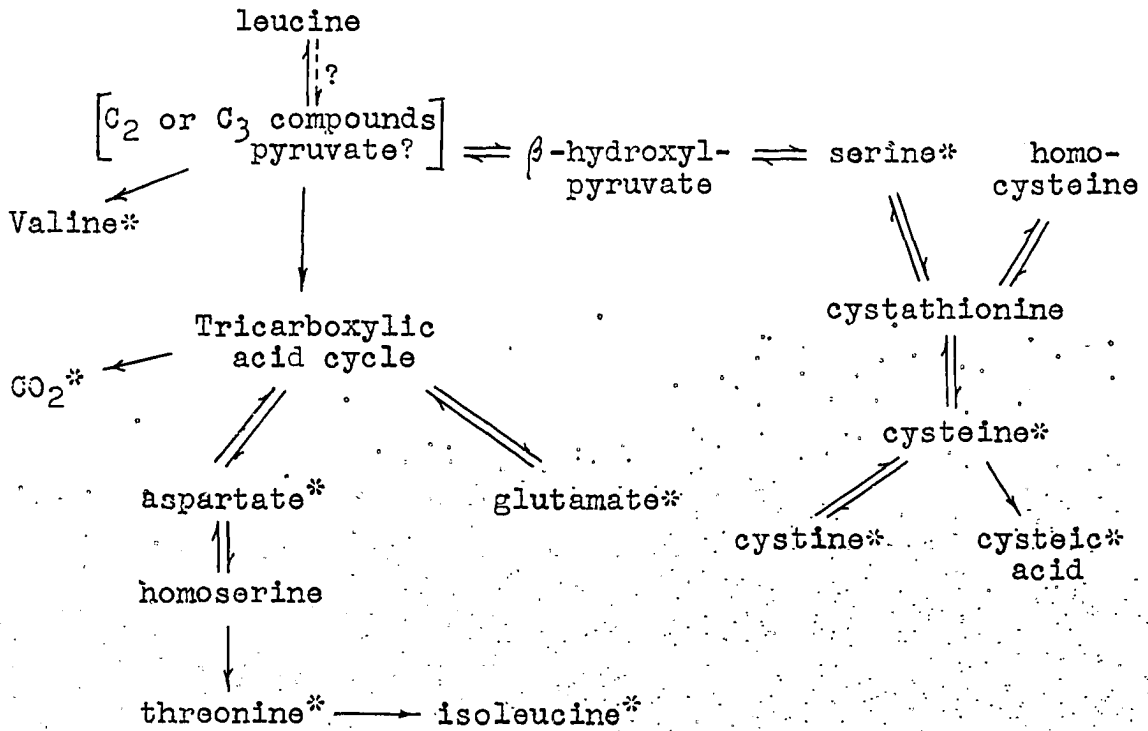 leucine
?
[C2 or C3 compounds
pyruvate?]
β-hydroxyl-
pyruvate
serine*
homo-
cysteine
Valine*
cystathionine
Tricarboxylic
acid cycle
CO2*
cysteine*
aspartate*
glutamate*
cystine*
cysteic*
acid
homoserine
threonine*
isoleucine*